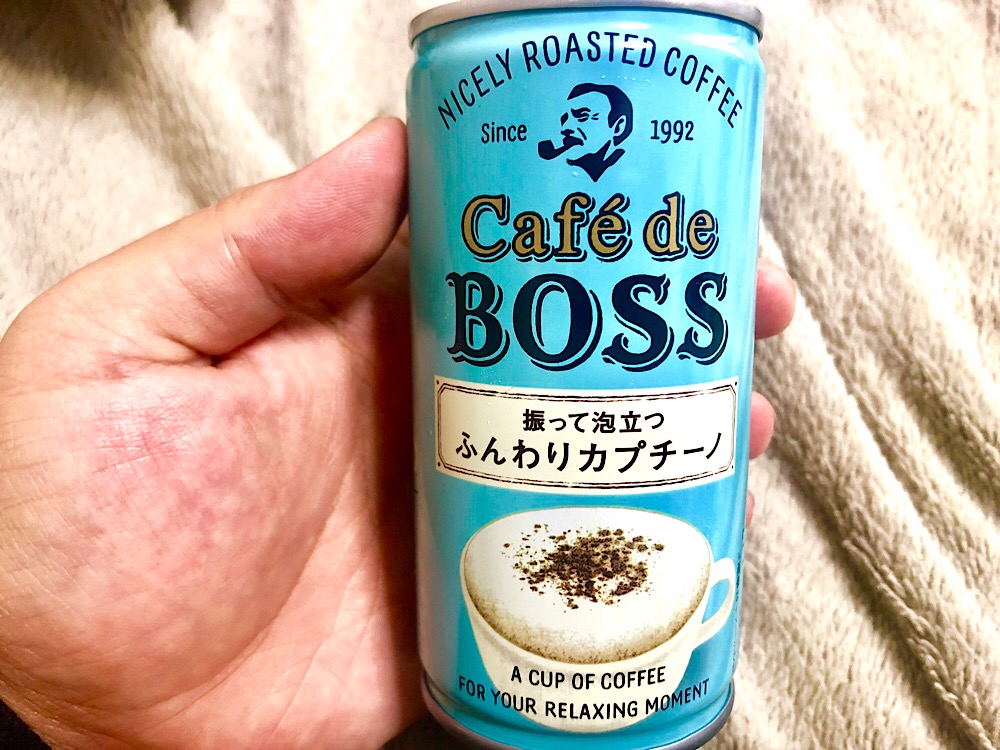 NICELY ROASTED COFFEE
Since 1992
Café de
BOSS
振って泡立つ
ふんわりカプチーノ
A CUP OF COFFEE
FOR YOUR RELAXING MOMENT